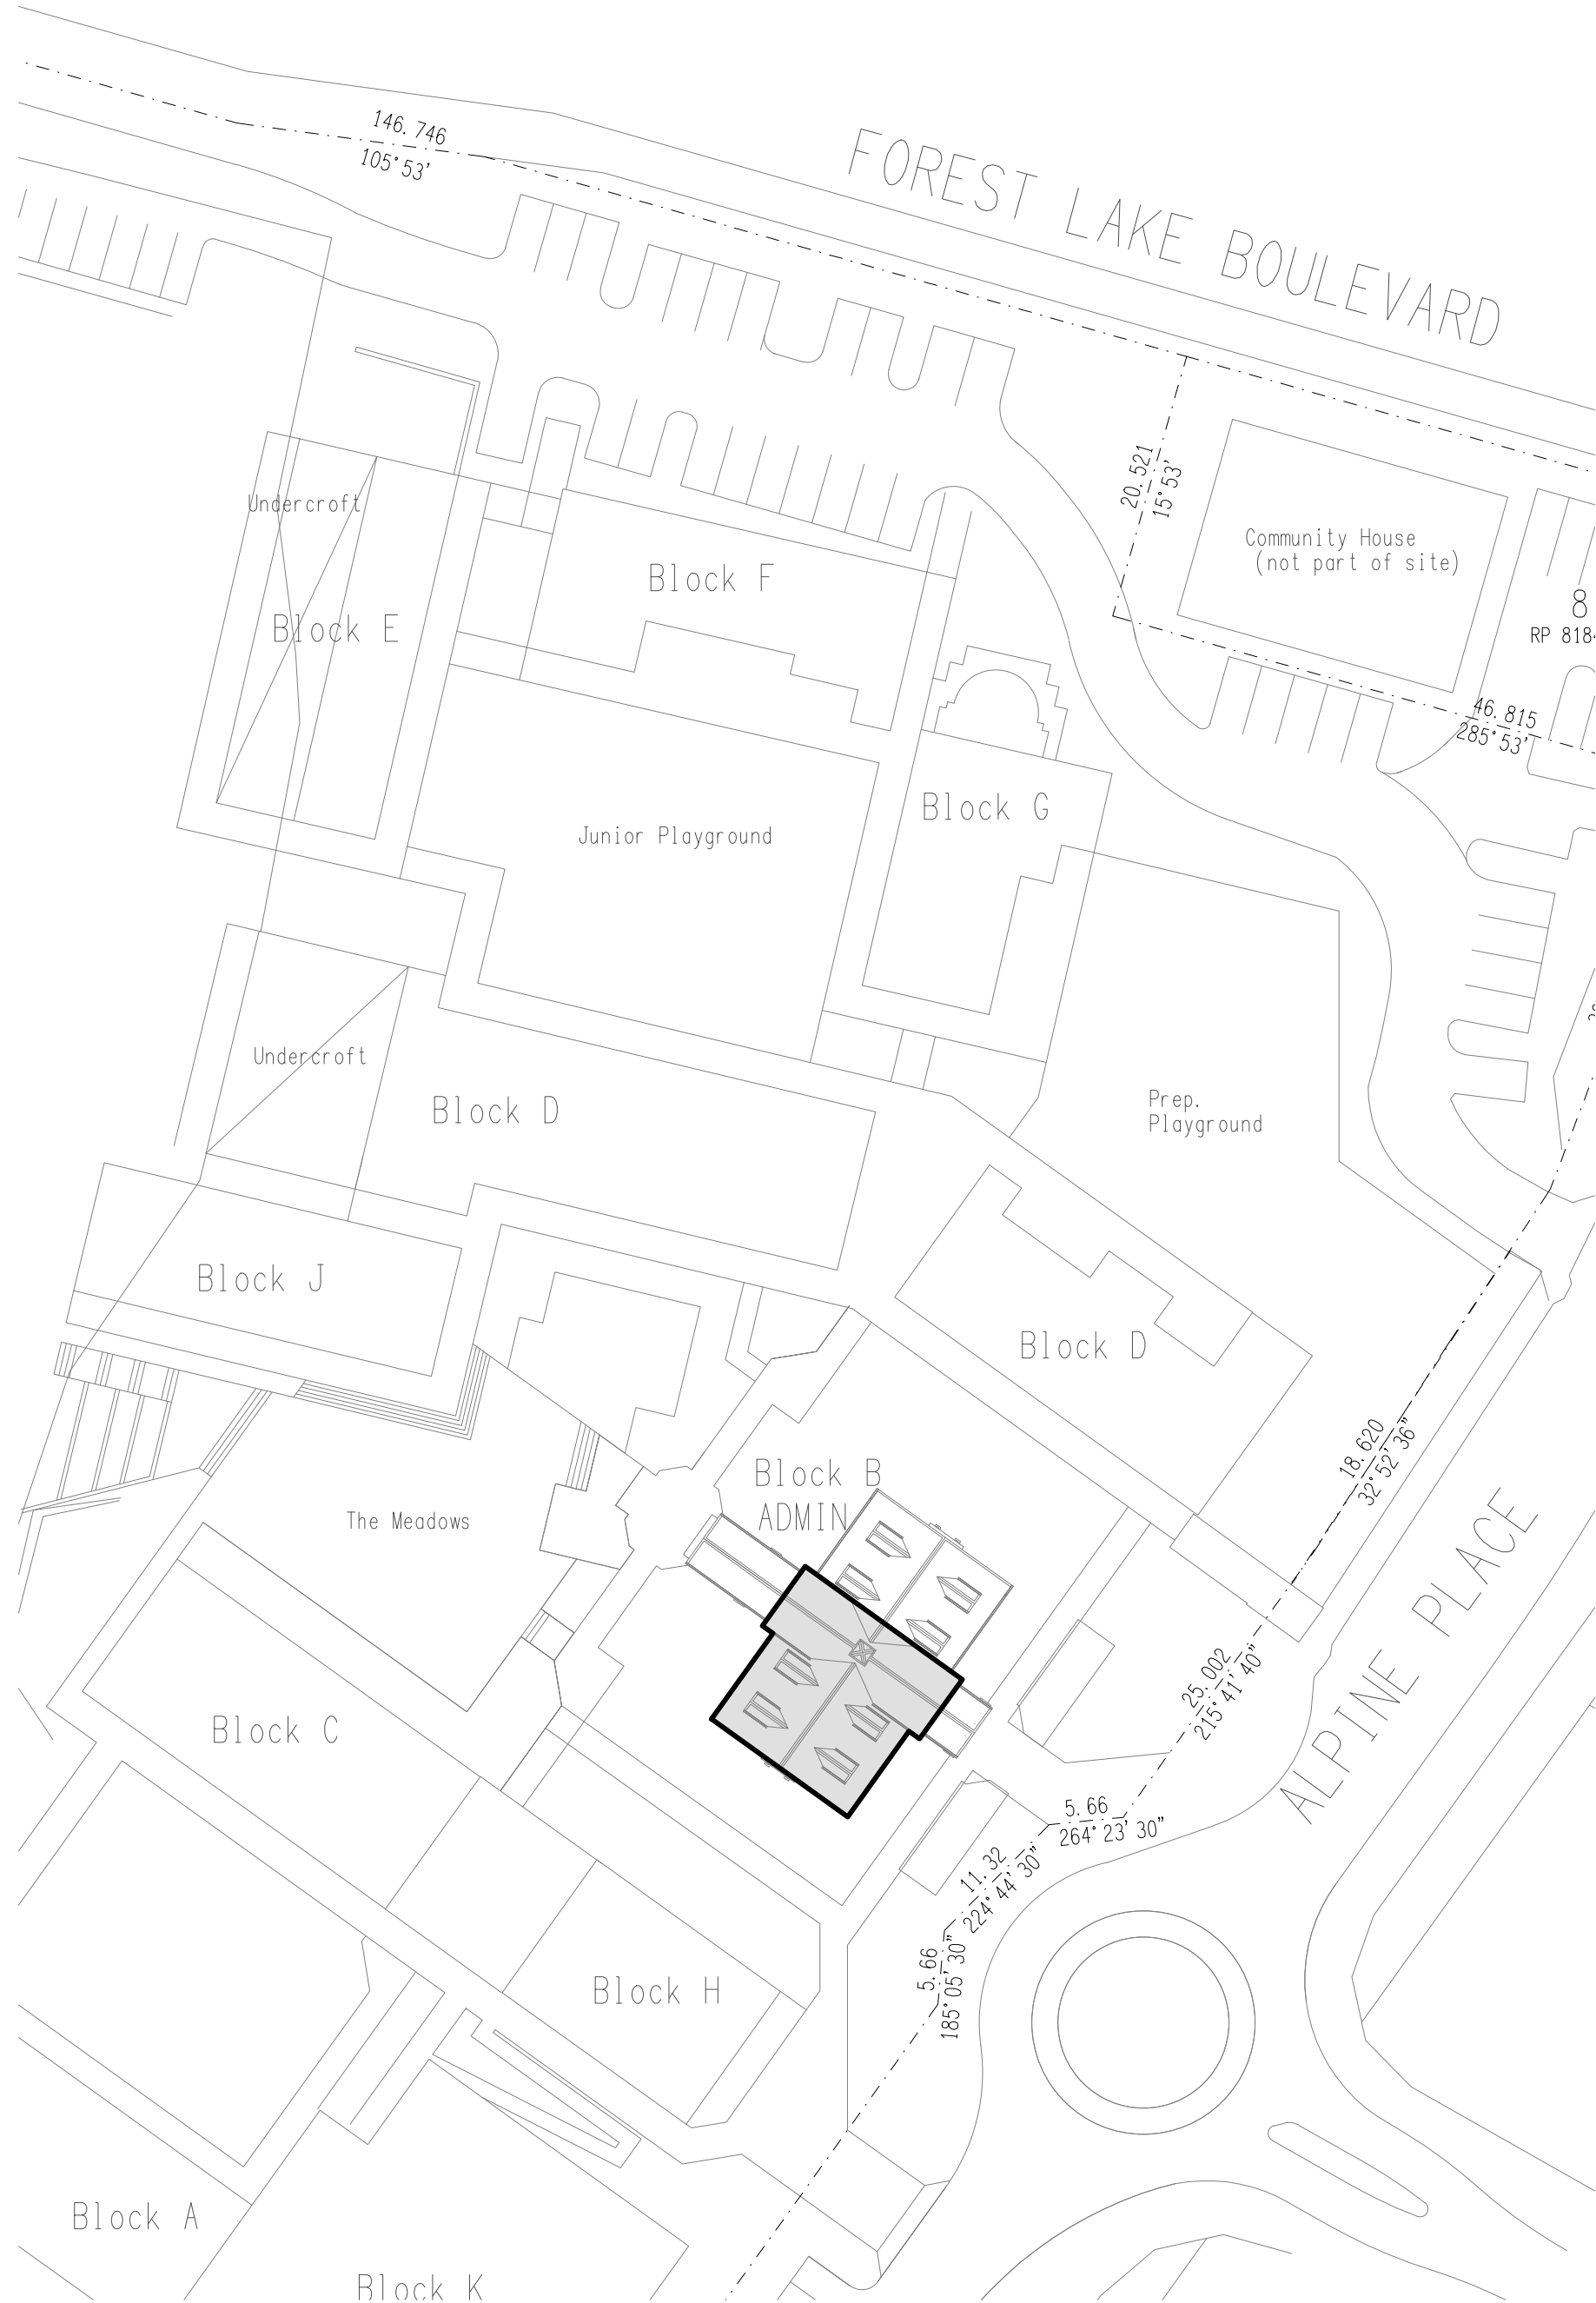 146.746
105°53'
FOREST LAKE BOULEVARD
20.521
15°53'
Undercroft
Community House
(not part of site)
Block F
8
Block E
RP 818
46.815
285°53'
Block G
Junior Playground
Undercroft
Block D
Prep.
Playground
Block J
Block D
18.620
32°52'36"
Block B
ADMIN
The Meadows
ALPINE PLACE
25.002
215°41'40"
Block C
5.66
264°23'30"
11.32
224°44'30"
5.66
185°05'30"
Block H
Block A
Block K